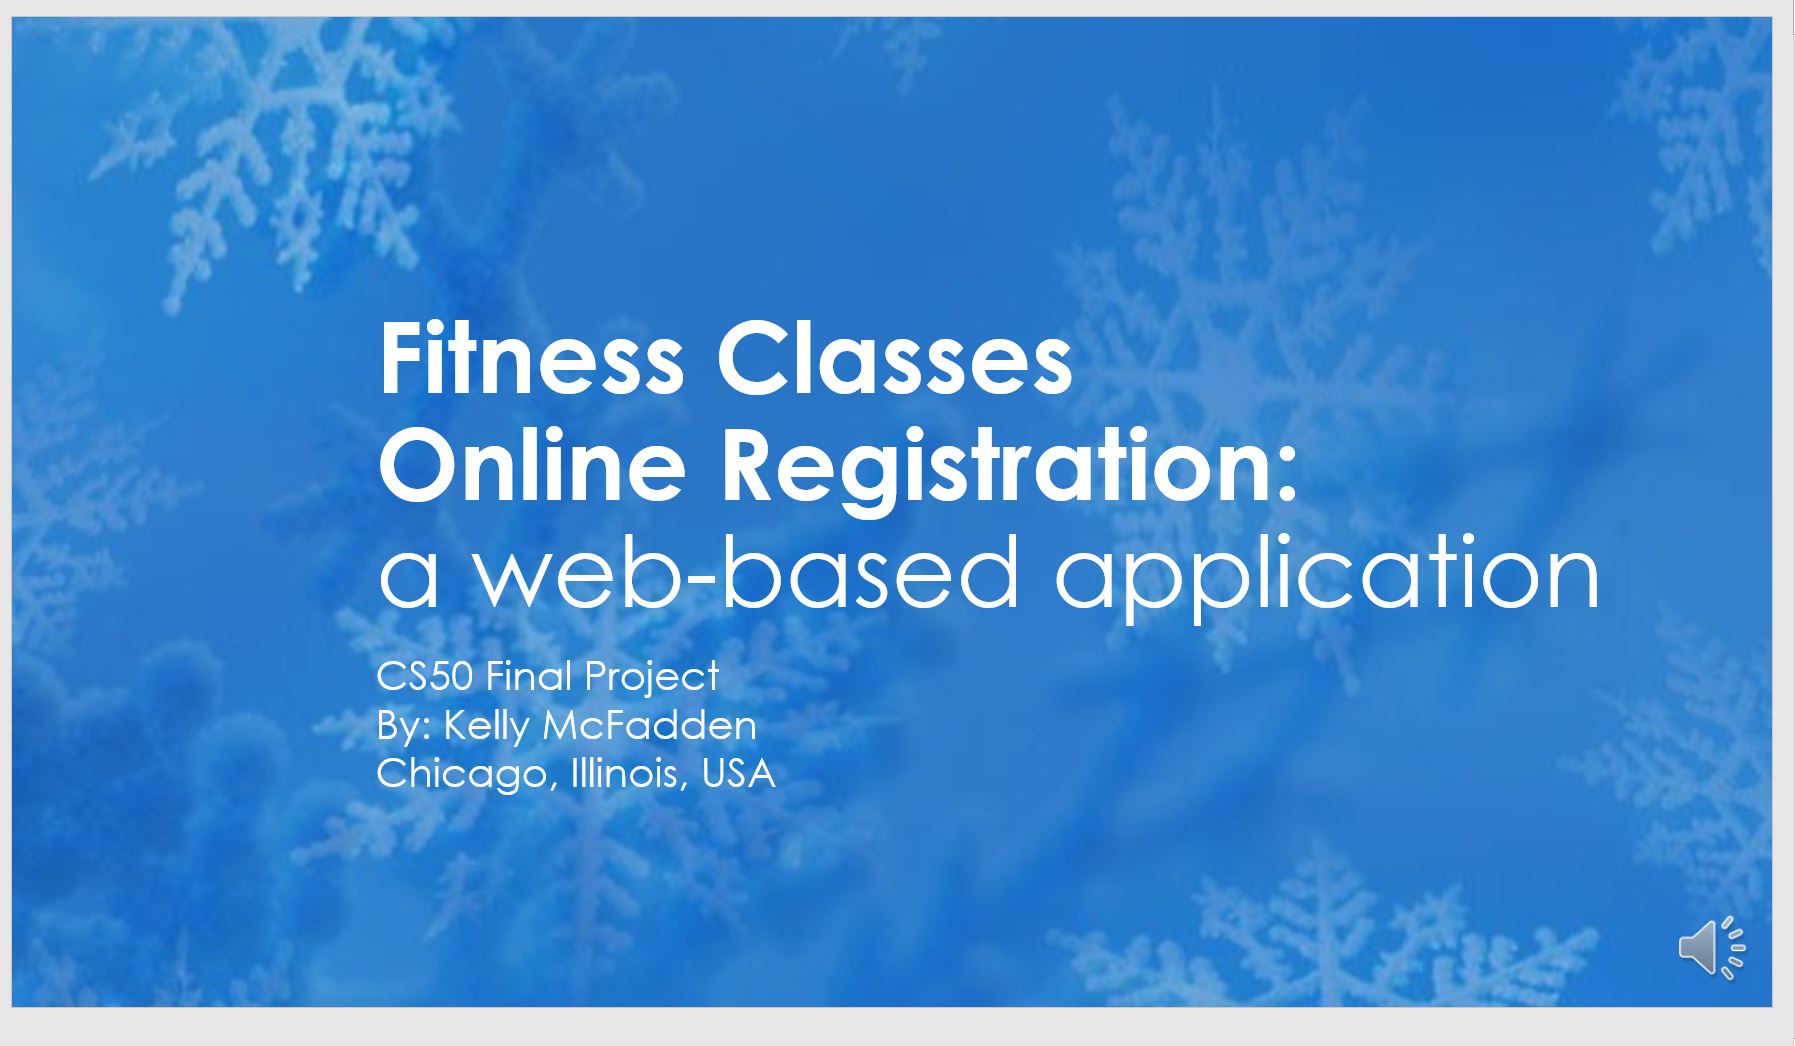 Fitness Classes
Online Registration:
a web-based application
CS50 Final Project
By: Kelly McFadden
Chicago, Illinois, USA